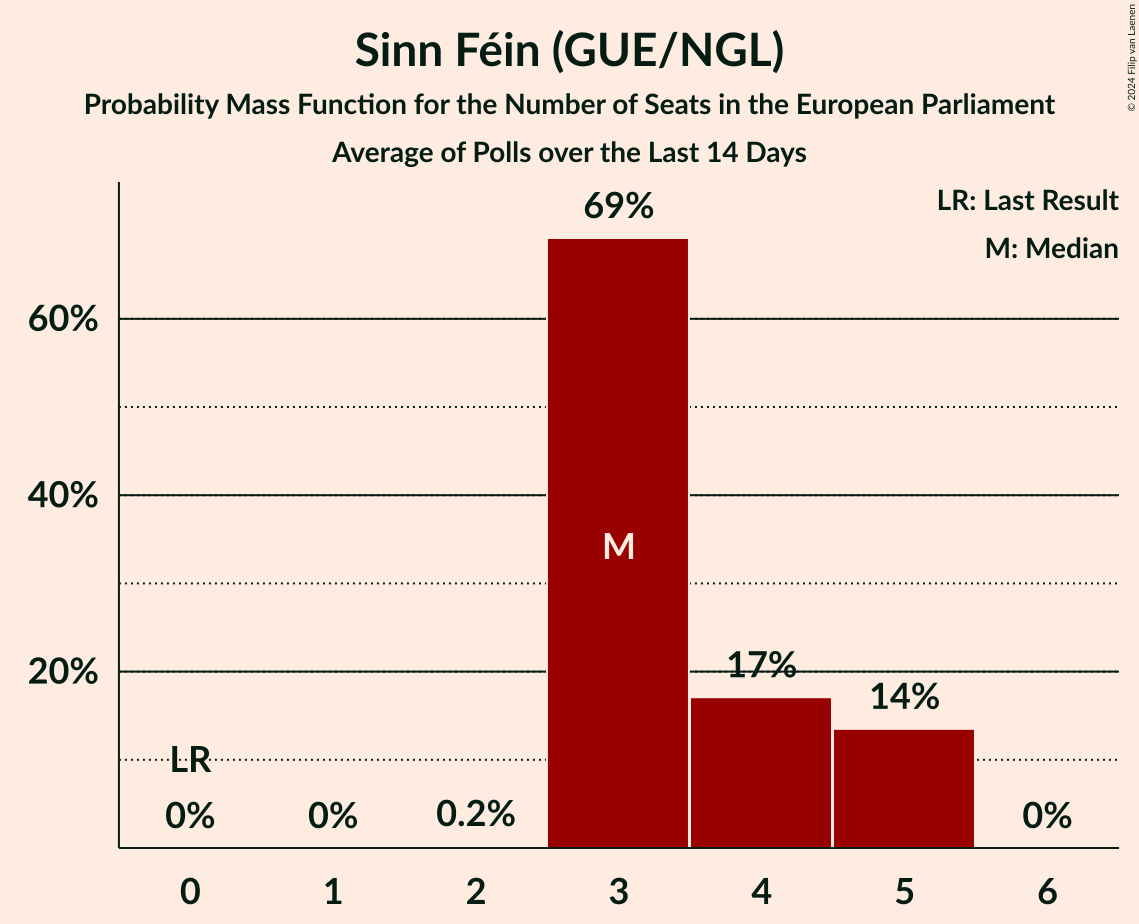 Sinn Féin (GUE/NGL)
Probability Mass Function for the Number of Seats in the European Parliament
Average of Polls over the Last 14 Days
© 2024 Filip van Laenen
LR: Last Result
M: Median
69%
60%
40%
M
20%
17%
14%
LR
0%
0%
0.2%
0%
0
1
2
3
4
5
6